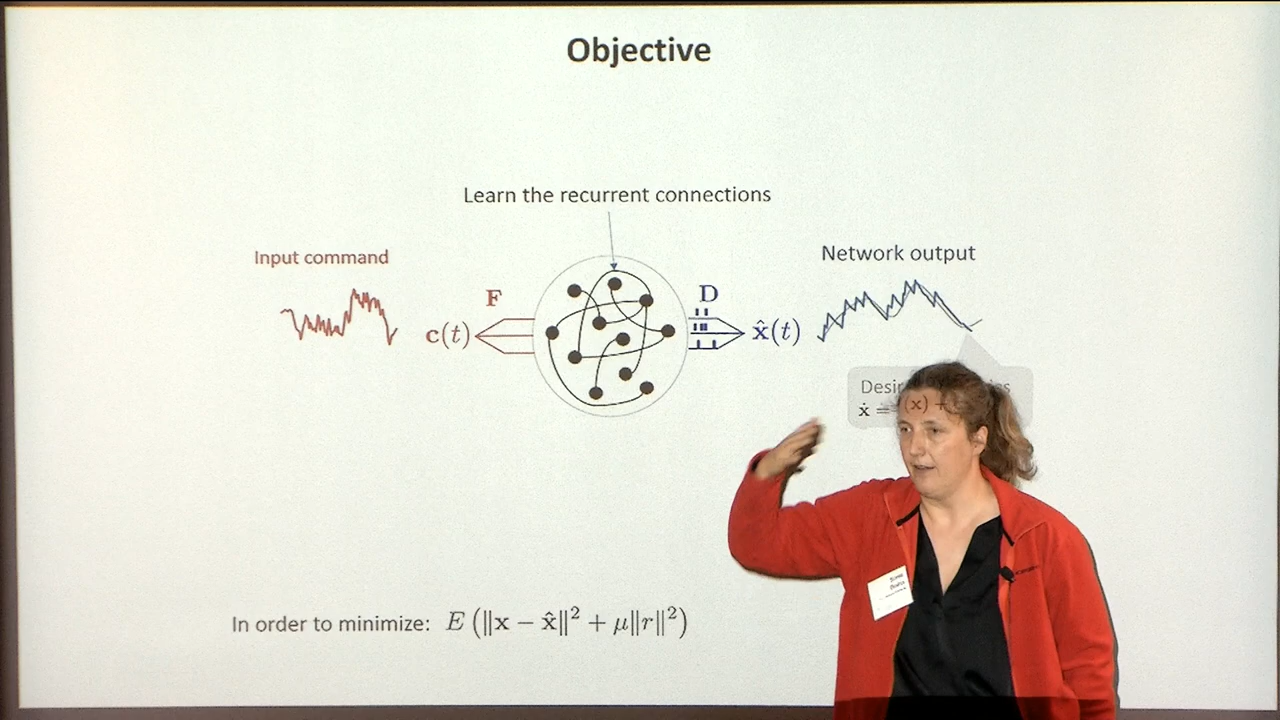 Objective
Learn the recurrent connections
Input command
Network output
F
D
c(t)
x̂(t)
ẋ = (x) +
In order to minimize: E (‖x − x̂‖² + μ‖r‖²)